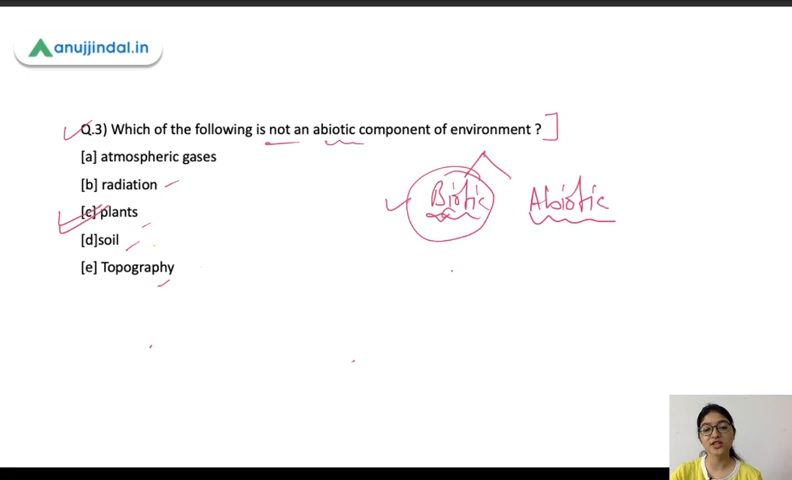 anujjindal.in
Q.3) Which of the following is not an abiotic component of environment ?
[a] atmospheric gases
[b] radiation
[c] plants
[d]soil
[e] Topography
Biotic
Abiotic